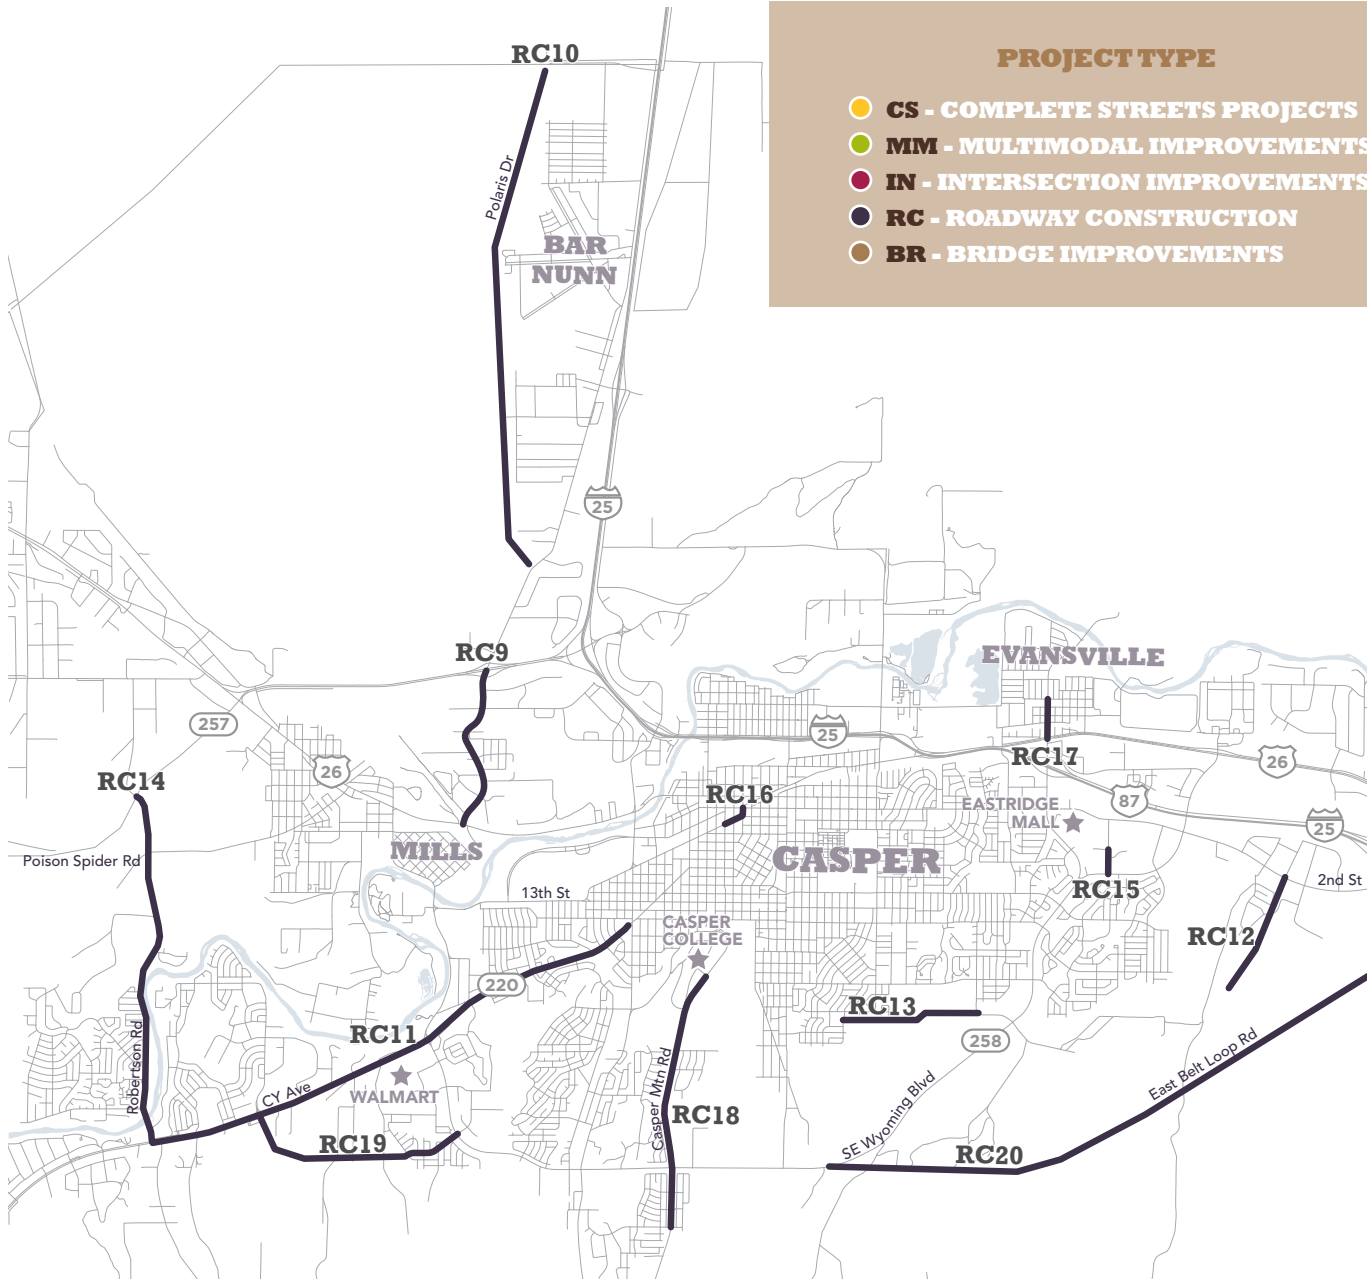 RC10
PROJECT TYPE
CS - COMPLETE STREETS PROJECTS
MM - MULTIMODAL IMPROVEMENTS
IN - INTERSECTION IMPROVEMENTS
RC - ROADWAY CONSTRUCTION
BR - BRIDGE IMPROVEMENTS
Polaris Dr
BAR
NUNN
25
RC9
EVANSVILLE
257
25
RC17
26
26
RC14
RC16
87
EASTRIDGE
MALL
25
MILLS
CASPER
Poison Spider Rd
13th St
RC15
2nd St
CASPER
COLLEGE
RC12
220
RC13
RC11
258
Robertson Rd
CY Ave
WALMART
Casper Mtn Rd
RC18
SE Wyoming Blvd
East Belt Loop Rd
RC19
RC20